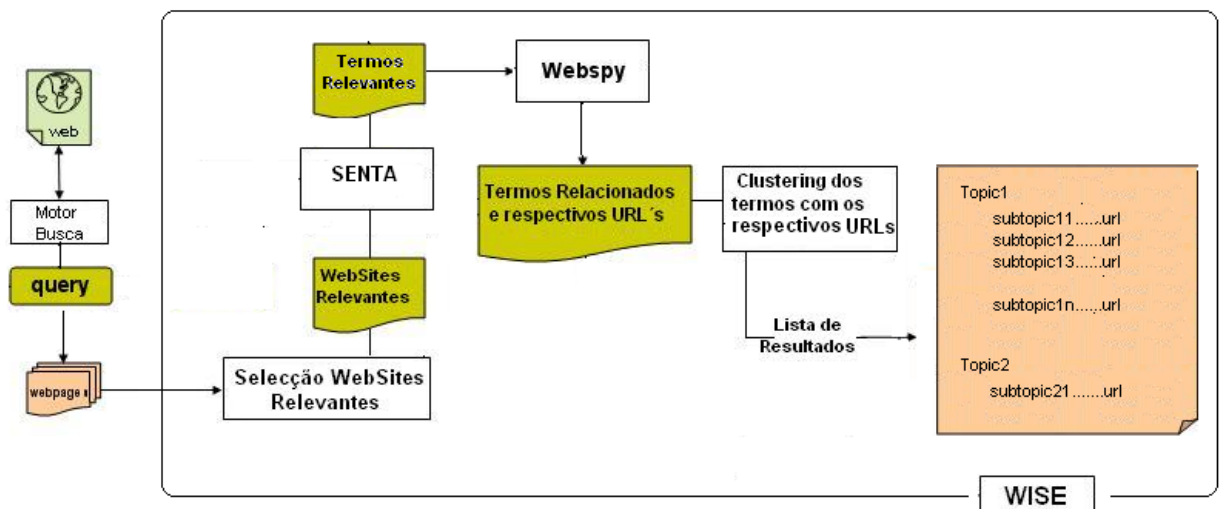 web
Motor
Busca
query
webpage
Selecção WebSites
Relevantes
WebSites
Relevantes
SENTA
Termos
Relevantes
Webspy
Termos Relacionados
e respectivos URL´s
Clustering dos
termos com os
respectivos URLs
Lista de
Resultados
Topic1
subtopic11......url
subtopic12......url
subtopic13......url
subtopic1n......url
Topic2
subtopic21.......url
WISE